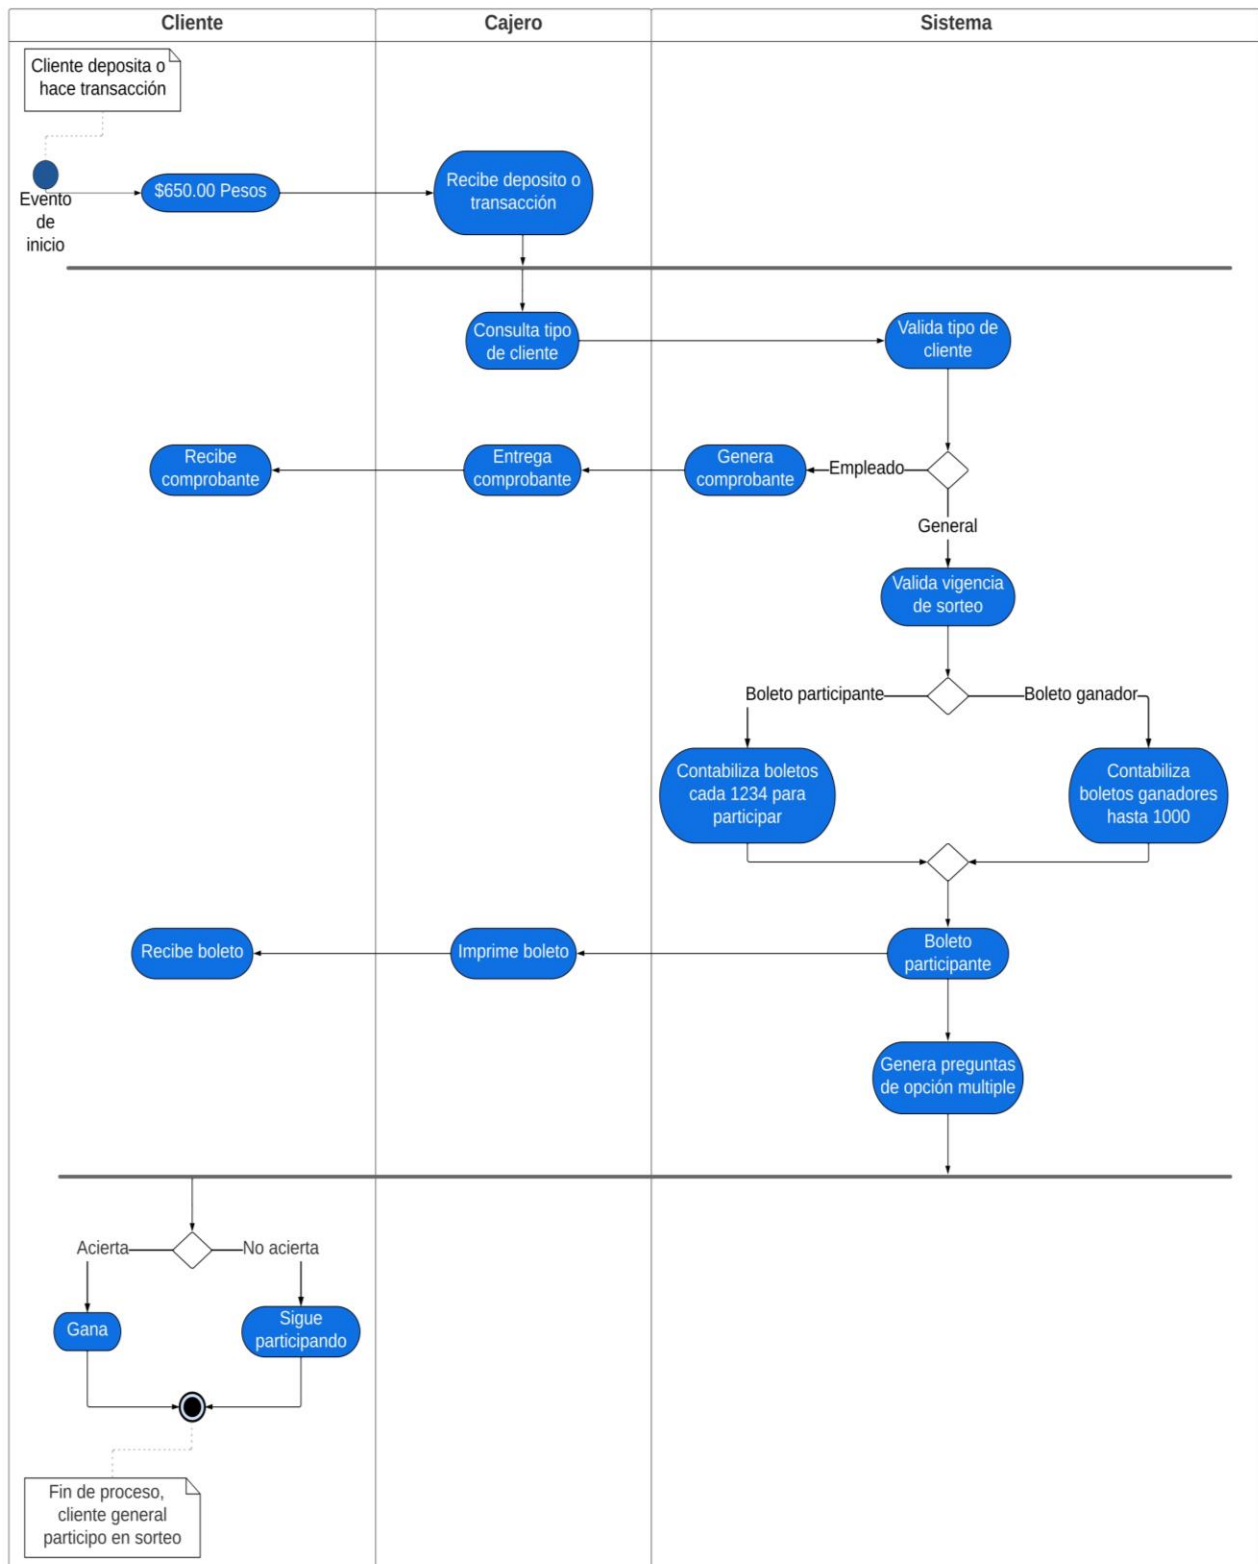 Cliente
Cajero
Sistema
Cliente deposita o
hace transacción
Evento
de
inicio
$650.00 Pesos
Recibe deposito o
transacción
Consulta tipo
de cliente
Valida tipo de
cliente
Recibe
comprobante
Entrega
comprobante
Genera
comprobante
Empleado
General
Valida vigencia
de sorteo
Boleto participante
Boleto ganador
Contabiliza boletos
cada 1234 para
participar
Contabiliza
boletos ganadores
hasta 1000
Recibe boleto
Imprime boleto
Boleto
participante
Genera preguntas
de opción multiple
Acierta
No acierta
Gana
Sigue
participando
Fin de proceso,
cliente general
participo en sorteo